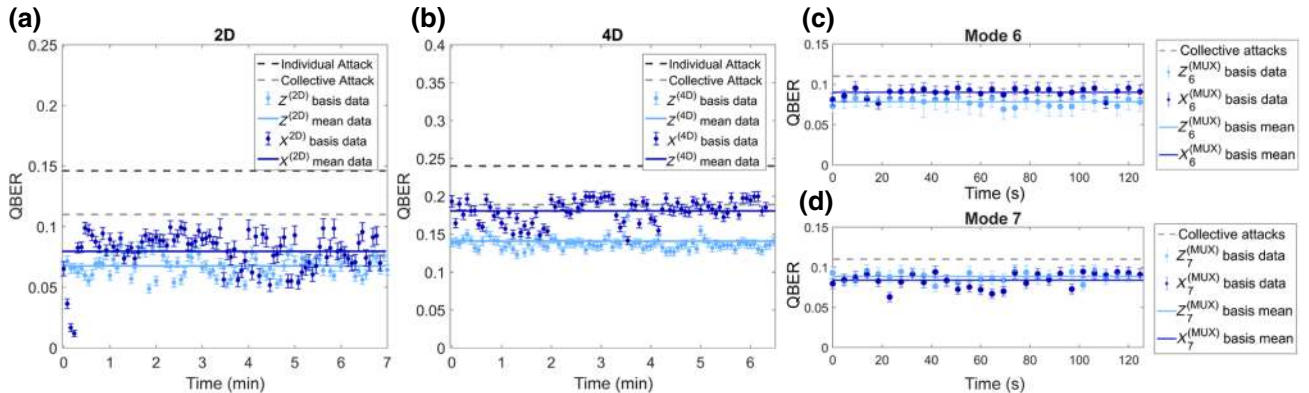 (a)
2D
QBER
0.25
0.2
0.15
0.1
0.05
0
0 1 2 3 4 5 6 7
Time (min)
Individual Attack
Collective Attack
Z^(2D) basis data
Z^(2D) mean data
X^(2D) basis data
X^(2D) mean data
(b)
4D
QBER
0.4
0.35
0.3
0.25
0.2
0.15
0.1
0.05
0
0 1 2 3 4 5 6
Time (min)
Individual Attack
Collective Attack
Z^(4D) basis data
Z^(4D) mean data
X^(4D) basis data
Z^(4D) mean data
(c)
Mode 6
QBER
0.15
0.1
0.05
0
0 20 40 60 80 100 120
Time (s)
Collective attacks
Z_6^(MUX) basis data
X_6^(MUX) basis data
Z_6^(MUX) basis mean
X_6^(MUX) basis mean
(d)
Mode 7
QBER
0.15
0.1
0.05
0
0 20 40 60 80 100 120
Time (s)
Collective attacks
Z_7^(MUX) basis data
X_7^(MUX) basis data
Z_7^(MUX) basis mean
X_7^(MUX) basis mean